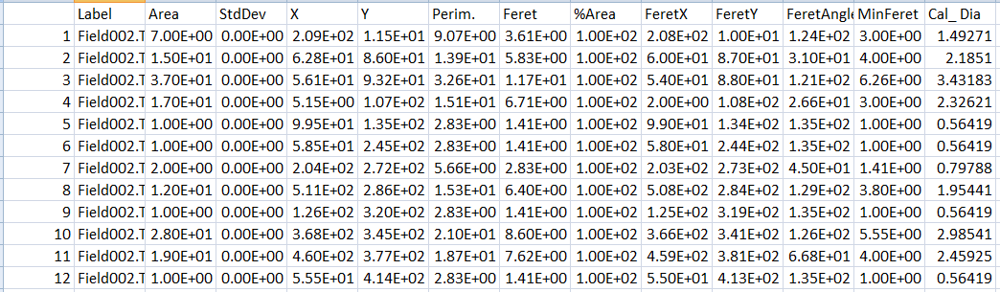 Label Area StdDev X Y Perim. Feret %Area FeretX FeretY FeretAngle MinFeret Cal_ Dia
1 Field002.T 7.00E+00 0.00E+00 2.09E+02 1.15E+01 9.07E+00 3.61E+00 1.00E+02 2.08E+02 1.00E+01 1.24E+02 3.00E+00 1.49271
2 Field002.T 1.50E+01 0.00E+00 6.28E+01 8.60E+01 1.39E+01 5.83E+00 1.00E+02 6.00E+01 8.70E+01 3.10E+01 4.00E+00 2.1851
3 Field002.T 3.70E+01 0.00E+00 5.61E+01 9.32E+01 3.26E+01 1.17E+01 1.00E+02 5.40E+01 8.80E+01 1.21E+02 6.26E+00 3.43183
4 Field002.T 1.70E+01 0.00E+00 5.15E+00 1.07E+02 1.51E+01 6.71E+00 1.00E+02 2.00E+00 1.08E+02 2.66E+01 3.00E+00 2.32621
5 Field002.T 1.00E+00 0.00E+00 9.95E+01 1.35E+02 2.83E+00 1.41E+00 1.00E+02 9.90E+01 1.34E+02 1.35E+02 1.00E+00 0.56419
6 Field002.T 1.00E+00 0.00E+00 5.85E+01 2.45E+02 2.83E+00 1.41E+00 1.00E+02 5.80E+01 2.44E+02 1.35E+02 1.00E+00 0.56419
7 Field002.T 2.00E+00 0.00E+00 2.04E+02 2.72E+02 5.66E+00 2.83E+00 1.00E+02 2.03E+02 2.73E+02 4.50E+01 1.41E+00 0.79788
8 Field002.T 1.20E+01 0.00E+00 5.11E+02 2.86E+02 1.53E+01 6.40E+00 1.00E+02 5.08E+02 2.84E+02 1.29E+02 3.80E+00 1.95441
9 Field002.T 1.00E+00 0.00E+00 1.26E+02 3.20E+02 2.83E+00 1.41E+00 1.00E+02 1.25E+02 3.19E+02 1.35E+02 1.00E+00 0.56419
10 Field002.T 2.80E+01 0.00E+00 3.68E+02 3.45E+02 2.10E+01 8.60E+00 1.00E+02 3.66E+02 3.41E+02 1.26E+02 5.55E+00 2.98541
11 Field002.T 1.90E+01 0.00E+00 4.60E+02 3.77E+02 1.87E+01 7.62E+00 1.00E+02 4.59E+02 3.81E+02 6.68E+01 4.00E+00 2.45925
12 Field002.T 1.00E+00 0.00E+00 5.55E+01 4.14E+02 2.83E+00 1.41E+00 1.00E+02 5.50E+01 4.13E+02 1.35E+02 1.00E+00 0.56419